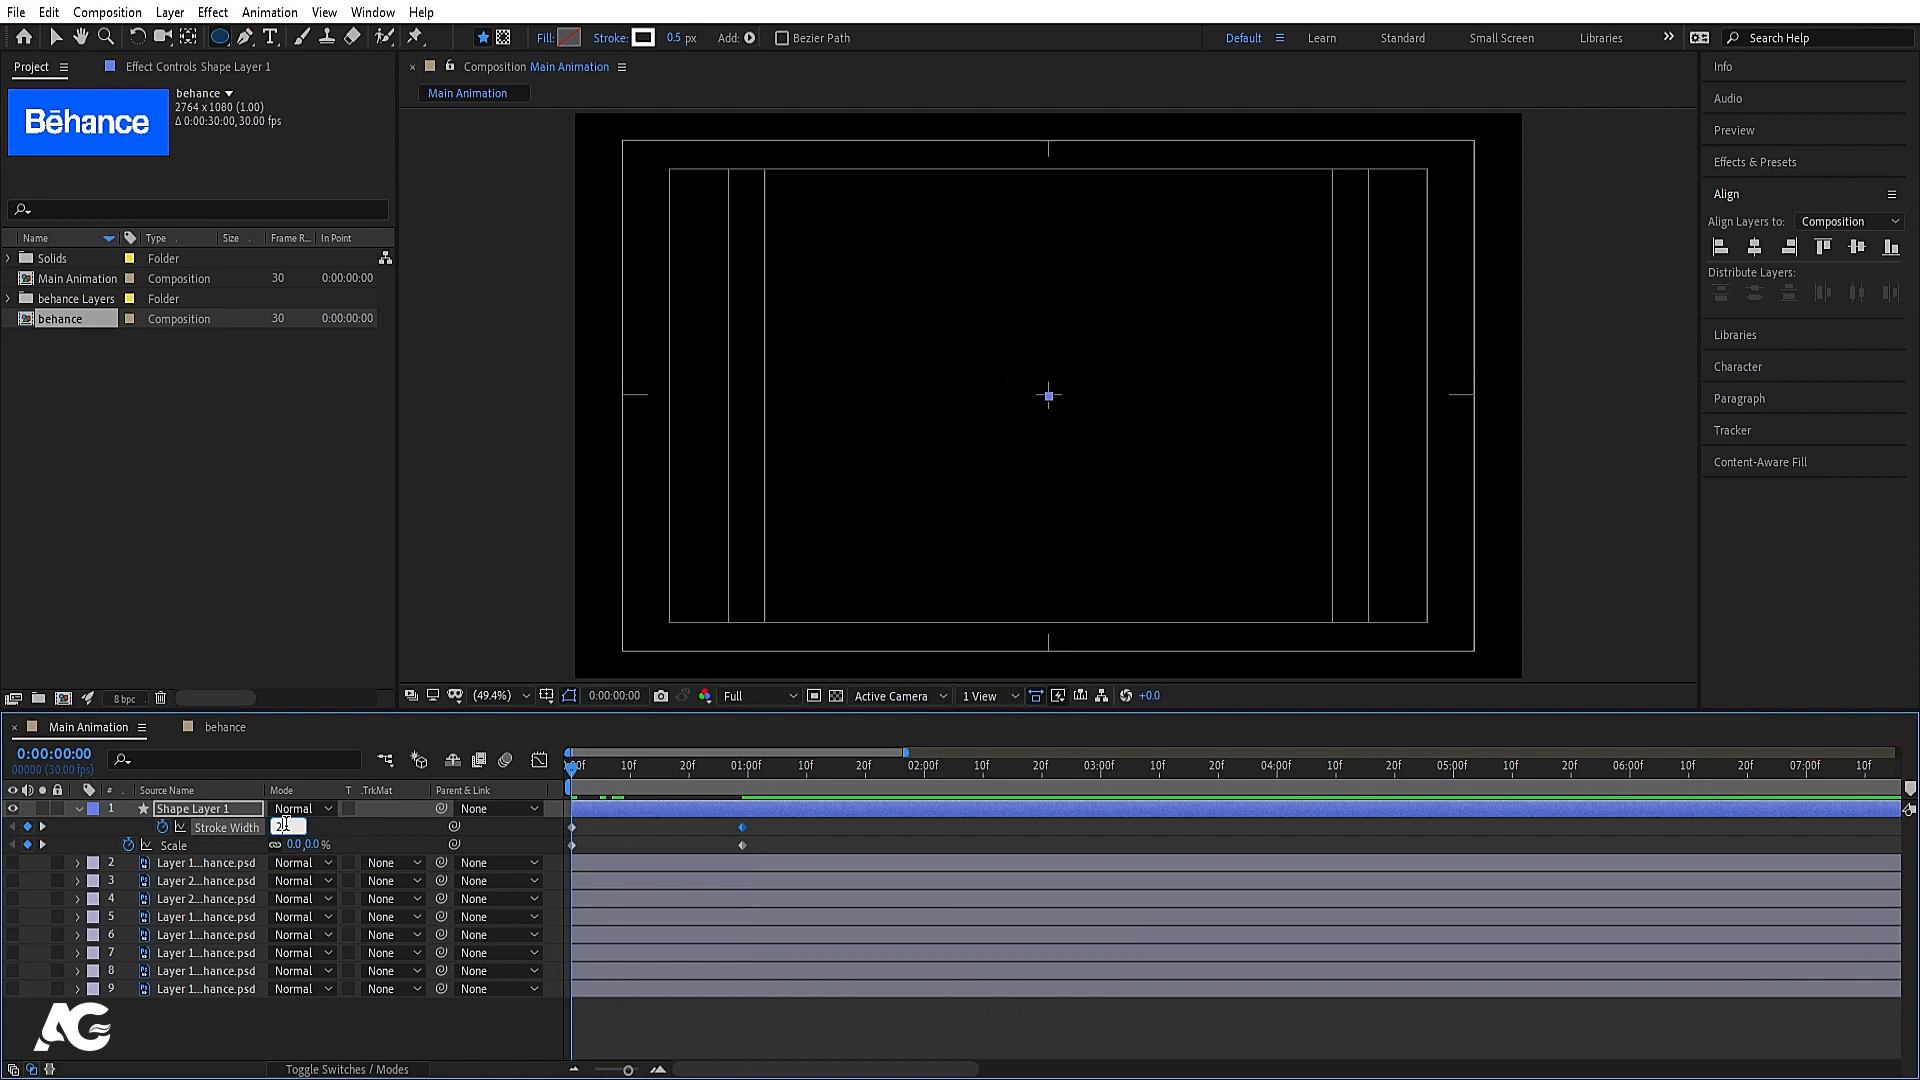 File Edit Composition Layer Effect Animation View Window Help
Fill: Stroke: 0.5 px Add: Bezier Path Default Learn Standard Small Screen Libraries Search Help
Project Effect Controls Shape Layer 1
Composition Main Animation
Main Animation
Bēhance
behance
2764 x 1080 (1.00)
Δ 0:00:30:00, 30.00 fps
Name Type Size Frame R... In Point
Solids Folder
Main Animation Composition 30 0:00:00:00
behance Layers Folder
behance Composition 30 0:00:00:00
8 bpc
(49.4%) 0:00:00:00 Full Active Camera 1 View +0.0
Info
Audio
Preview
Effects & Presets
Align
Align Layers to: Composition
Distribute Layers:
Libraries
Character
Paragraph
Tracker
Content-Aware Fill
Main Animation behance
0:00:00:00
00000 (30.00 fps)
10f 20f 01:00f 10f 20f 02:00f 10f 20f 03:00f 10f 20f 04:00f 10f 20f 05:00f 10f 20f 06:00f 10f 20f 07:00f 10f
# Source Name Mode T .TrkMat Parent & Link
1 Shape Layer 1 Normal None
Stroke Width
Scale 0.0,0.0 %
2 Layer 1...hance.psd Normal None None
3 Layer 2...hance.psd Normal None None
4 Layer 2...hance.psd Normal None None
5 Layer 1...hance.psd Normal None None
6 Layer 1...hance.psd Normal None None
7 Layer 1...hance.psd Normal None None
8 Layer 1...hance.psd Normal None None
9 Layer 1...hance.psd Normal None None
AG
Toggle Switches / Modes